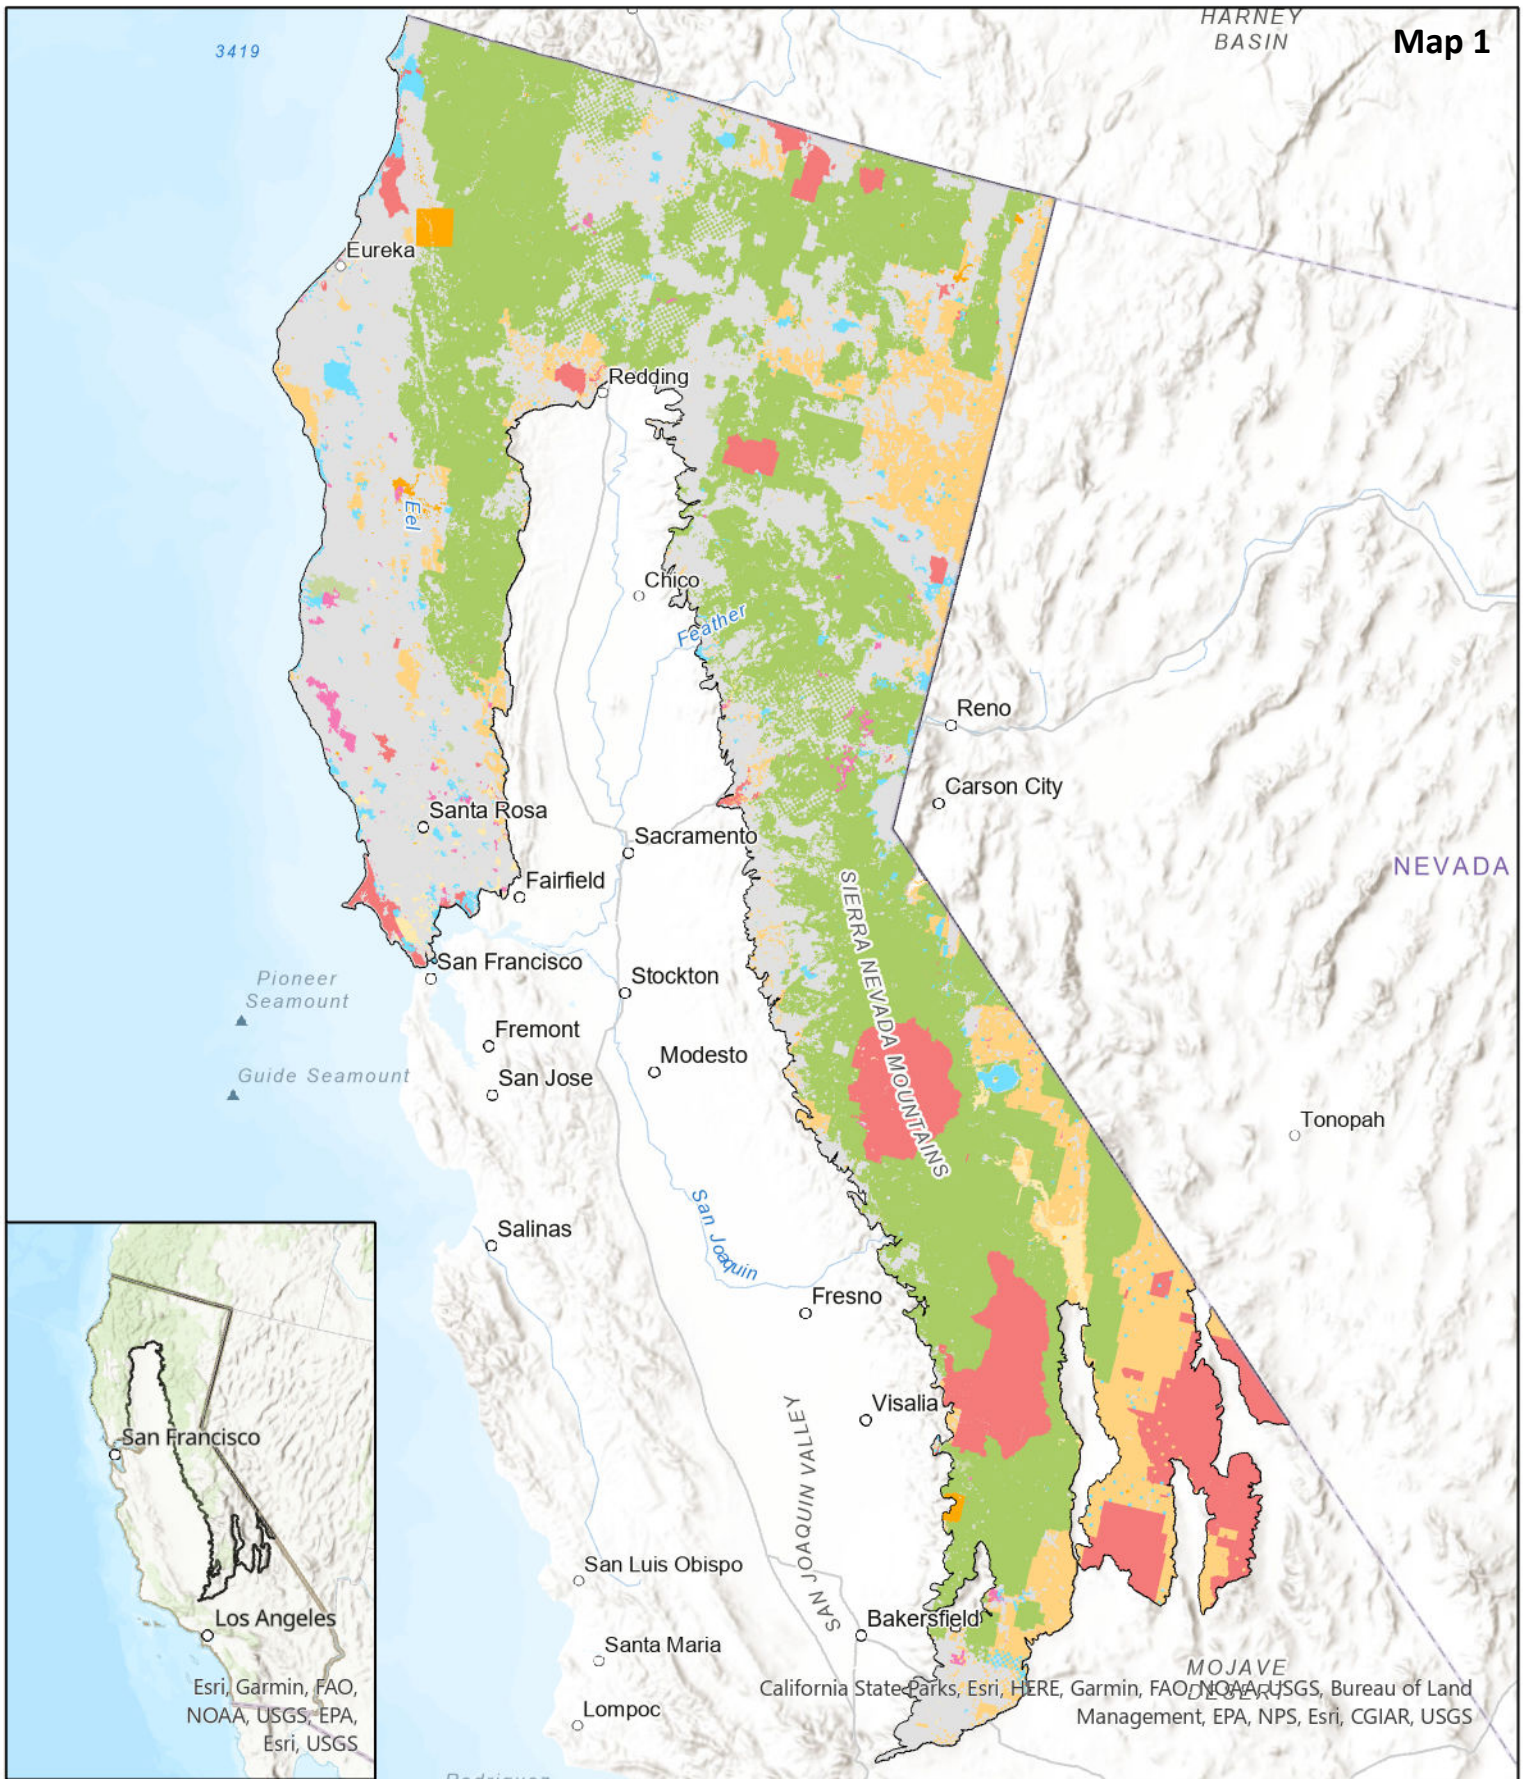 HARNEY
BASIN
Map 1
3419
Eureka
Redding
Eel
Chico
Feather
Reno
Carson City
Santa Rosa
Sacramento
NEVADA
Fairfield
SIERRA NEVADA MOUNTAINS
San Francisco
Pioneer
Seamount
Stockton
Fremont
Modesto
Guide Seamount
San Jose
Tonopah
Salinas
San Joaquin
Fresno
Visalia
SAN JOAQUIN VALLEY
San Francisco
San Luis Obispo
Los Angeles
Bakersfield
Santa Maria
MOJAVE
DESERT
Esri, Garmin, FAO,
NOAA, USGS, EPA,
Esri, USGS
Lompoc
California State Parks, Esri, HERE, Garmin, FAO, NOAA, USGS, Bureau of Land
Management, EPA, NPS, Esri, CGIAR, USGS